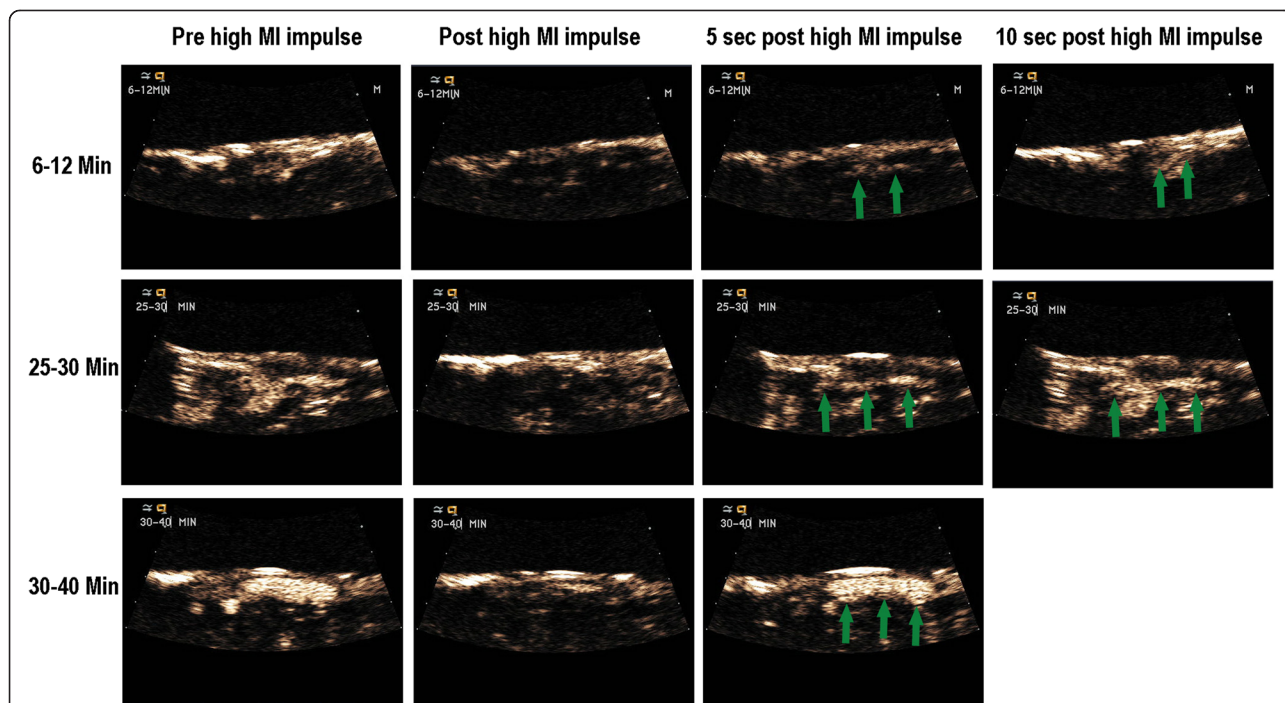 Pre high MI impulse Post high MI impulse 5 sec post high MI impulse 10 sec post high MI impulse
6-12 Min
6-12MIN
M
6-12MIN
M
6-12MIN
M
6-12MIN
M
25-30 Min
25-30 MIN
25-30 MIN
25-30 MIN
25-30 MIN
30-40 Min
30-40 MIN
30-40 MIN
30-40 MIN